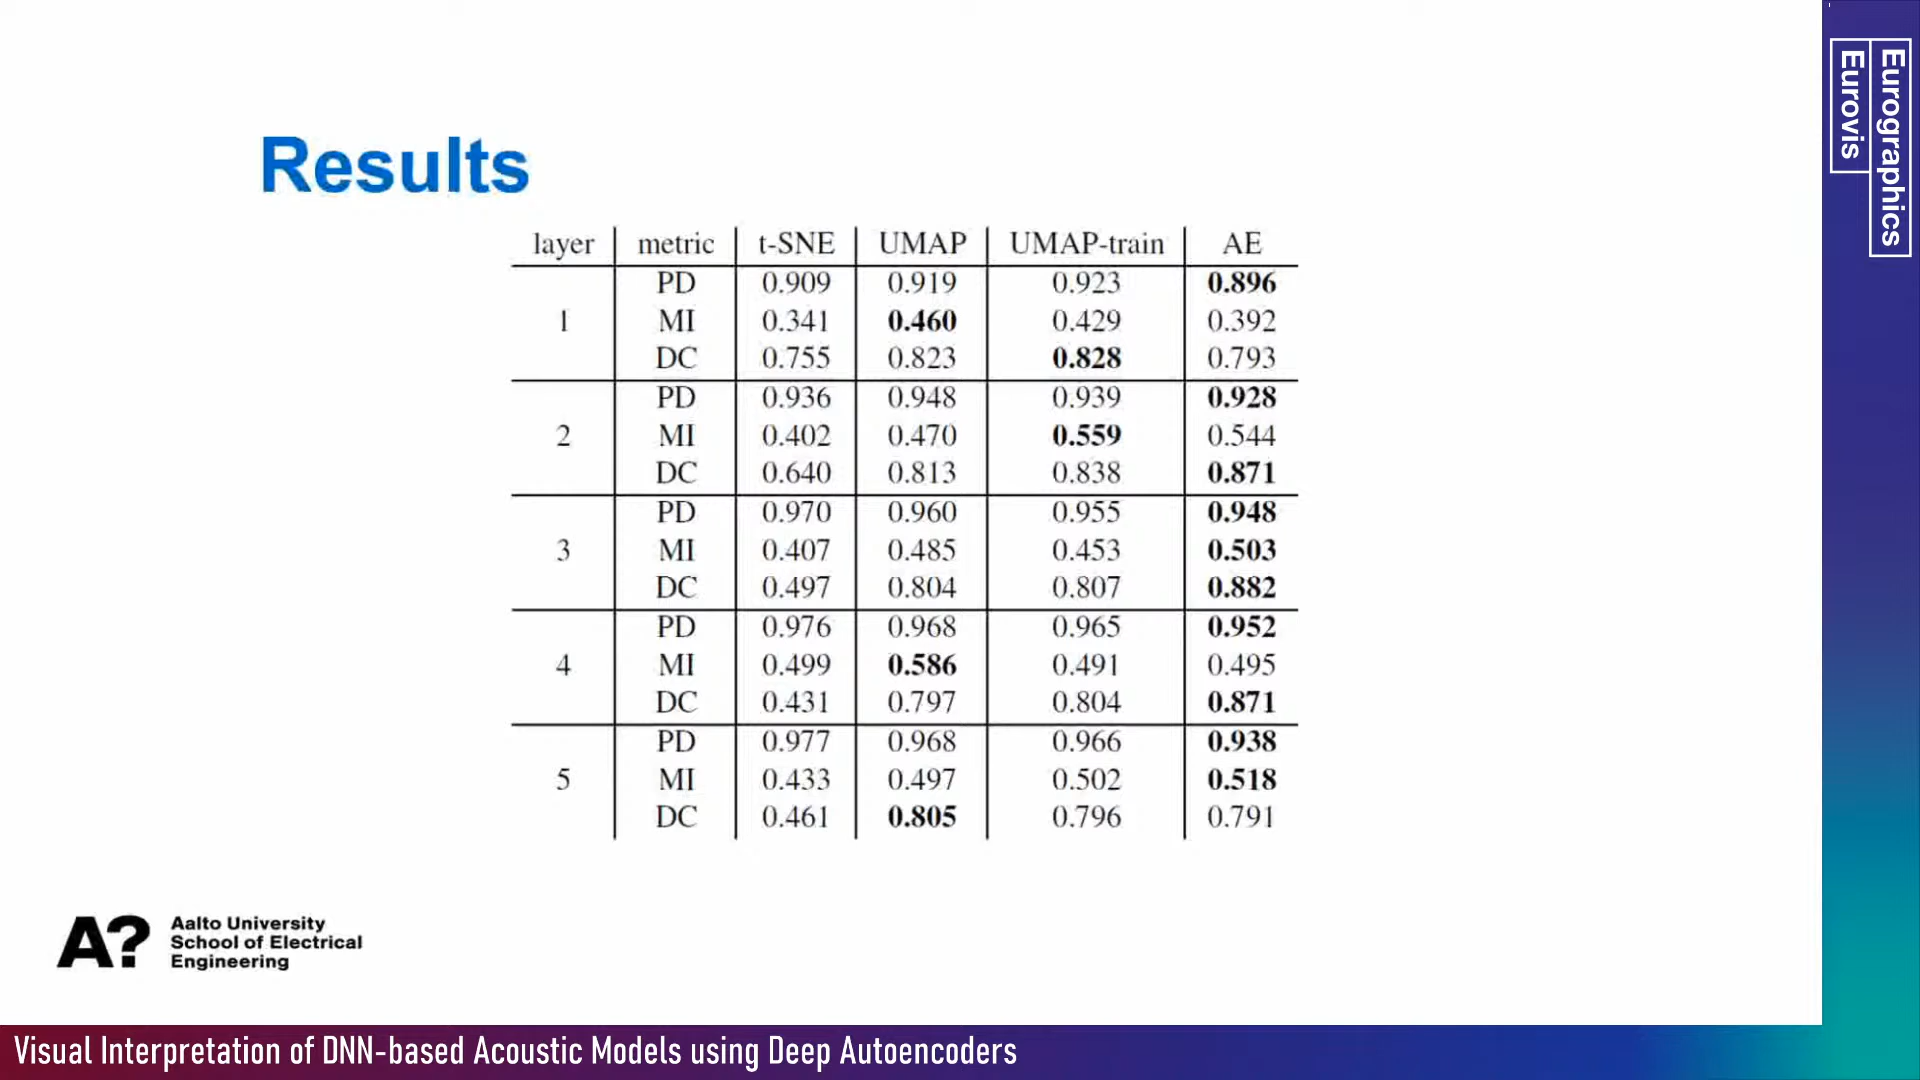 Results
layer metric t-SNE UMAP UMAP-train AE
PD 0.909 0.919 0.923 0.896
1 MI 0.341 0.460 0.429 0.392
DC 0.755 0.823 0.828 0.793
PD 0.936 0.948 0.939 0.928
2 MI 0.402 0.470 0.559 0.544
DC 0.640 0.813 0.838 0.871
PD 0.970 0.960 0.955 0.948
3 MI 0.407 0.485 0.453 0.503
DC 0.497 0.804 0.807 0.882
PD 0.976 0.968 0.965 0.952
4 MI 0.499 0.586 0.491 0.495
DC 0.431 0.797 0.804 0.871
PD 0.977 0.968 0.966 0.938
5 MI 0.433 0.497 0.502 0.518
DC 0.461 0.805 0.796 0.791
A?
Aalto University
School of Electrical
Engineering
Visual Interpretation of DNN-based Acoustic Models using Deep Autoencoders
Eurographics
Eurovis